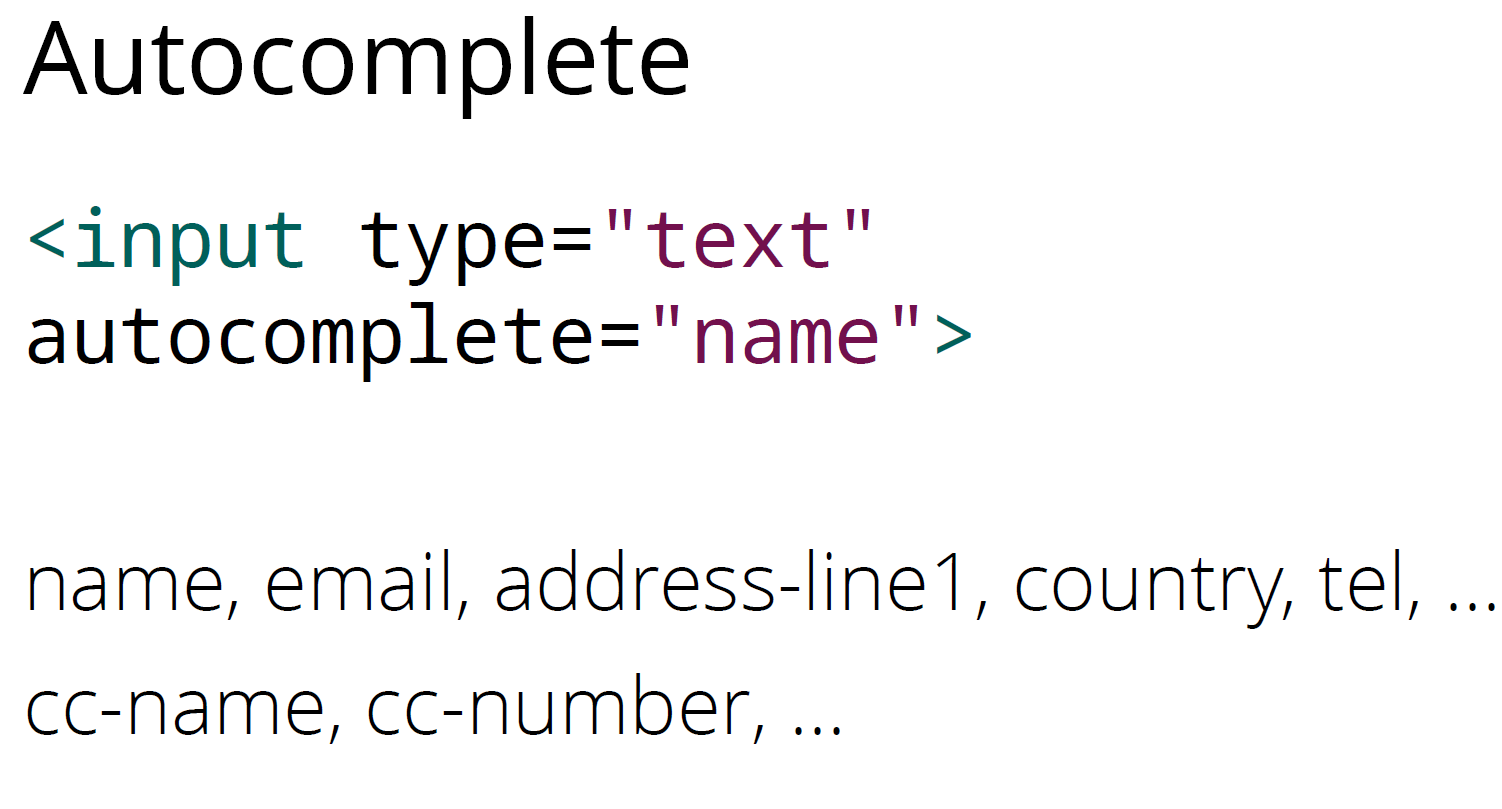 Autocomplete
<input type="text"
autocomplete="name">
name, email, address-line1, country, tel, ...
cc-name, cc-number, ...